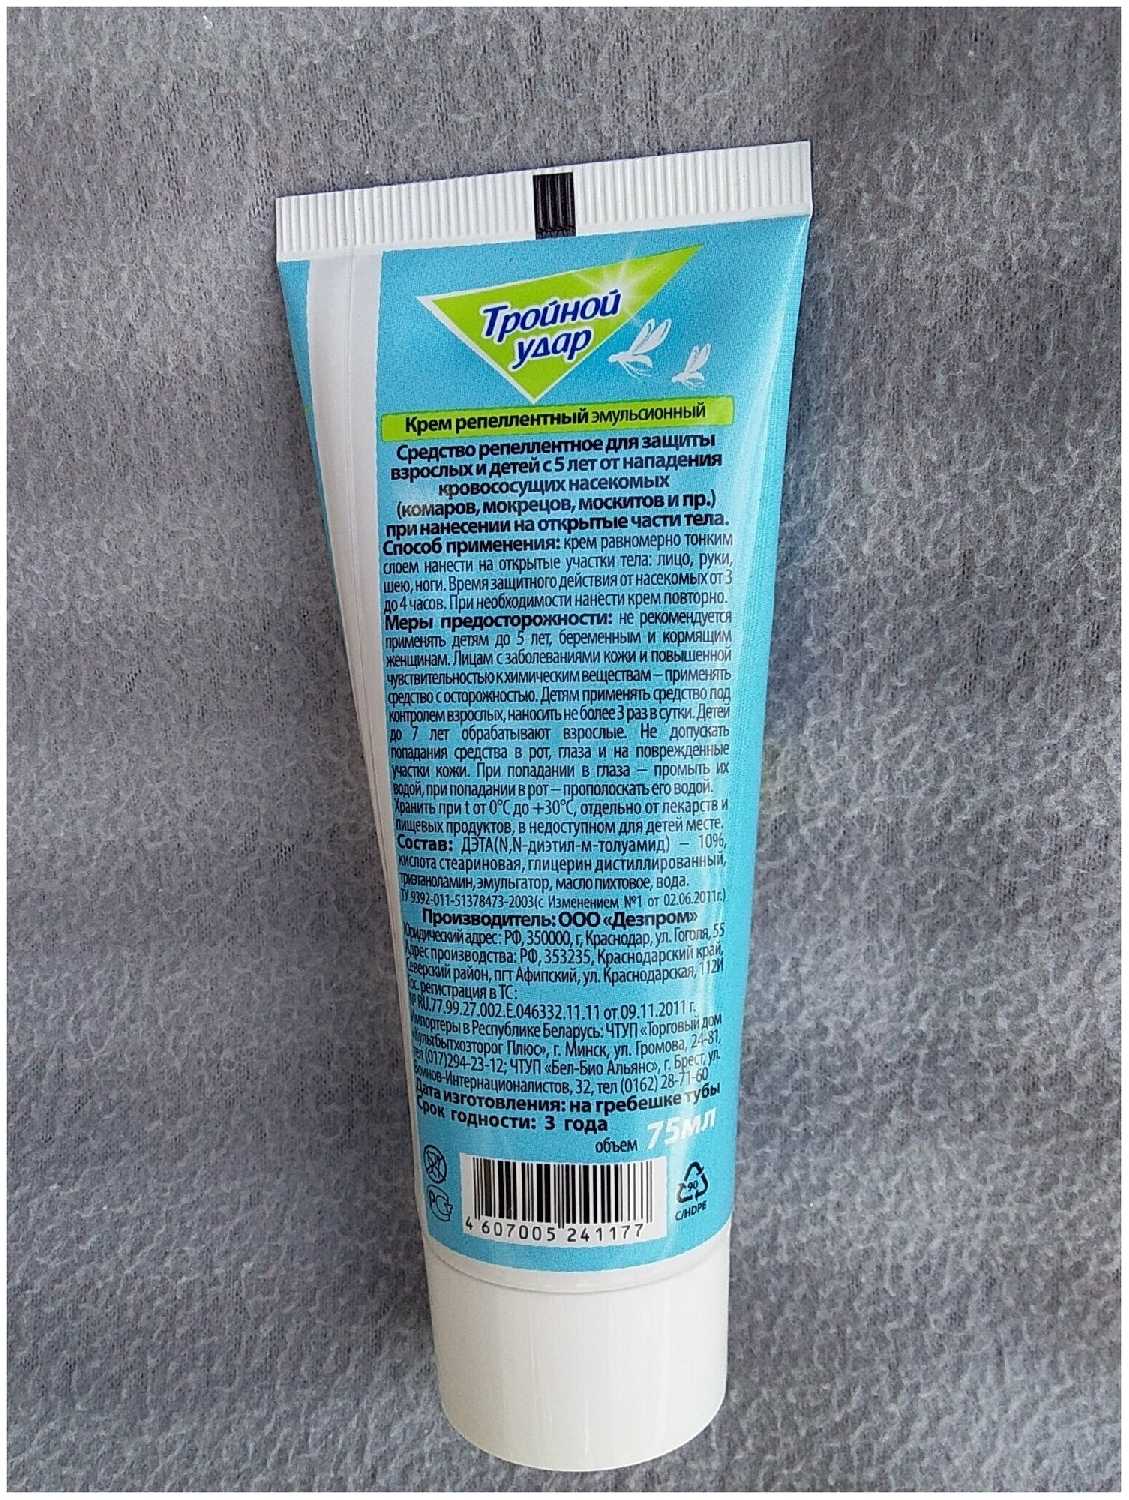 Тройной
удар
Крем репеллентный эмульсионный
Средство репеллентное для защиты
взрослых и детей с 5 лет от нападения
кровососущих насекомых
(комаров, мокрецов, москитов и пр.)
при нанесении на открытые части тела.
Способ применения: крем равномерно тонким
слоем нанести на открытые участки тела: лицо, руки,
шею, ноги. Время защитного действия от насекомых от 3
до 4 часов. При необходимости нанести крем повторно.
Меры предосторожности: не рекомендуется
применять детям до 5 лет, беременным и кормящим
женщинам. Лицам с заболеваниями кожи и повышенной
чувствительностью к химическим веществам – применять
средство с осторожностью. Детям применять средство под
контролем взрослых, наносить не более 3 раз в сутки. Детей
до 7 лет обрабатывают взрослые. Не допускать
попадания средства в рот, глаза и на поврежденные
участки кожи. При попадании в глаза – промыть их
водой, при попадании в рот – прополоскать его водой.
Хранить при t от 0°С до +30°С, отдельно от лекарств и
пищевых продуктов, в недоступном для детей месте.
Состав: ДЭТА(N,N-диэтил-м-толуамид) – 10%,
кислота стеариновая, глицерин дистиллированный,
триэтаноламин, эмульгатор, масло пихтовое, вода.
ТУ 9392-011-51378473-2003(с Изменением №1 от 02.06.2011г.)
Производитель: ООО «Дезпром»
Юридический адрес: РФ, 350000, г. Краснодар, ул. Гоголя, 55
Адрес производства: РФ, 353235, Краснодарский край,
Северский район, пгт Афипский, ул. Краснодарская, 112И
Гос. регистрация в ТС:
№ RU.77.99.27.002.Е.046332.11.11 от 09.11.2011 г.
Импортеры в Республике Беларусь: ЧТУП «Торговый дом
«Культбытхозторог Плюс», г. Минск, ул. Громова, 24-81,
тел (017)294-23-12; ЧТУП «Бел-Био Альянс», г. Брест, ул.
Воинов-Интернационалистов, 32, тел (0162) 28-71-60
Дата изготовления: на гребешке тубы
Срок годности: 3 года
объем 75мл
РСТ
4 607005 241177
90
C/HDPE